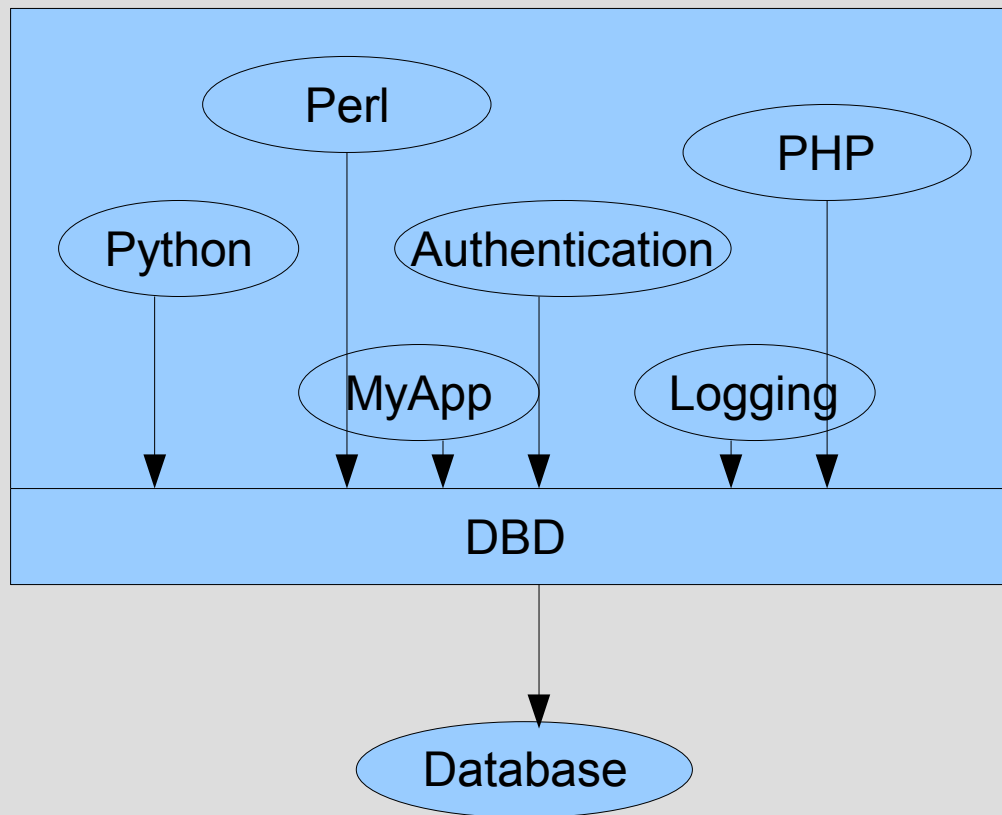 Perl
PHP
Python
Authentication
MyApp
Logging
DBD
Database